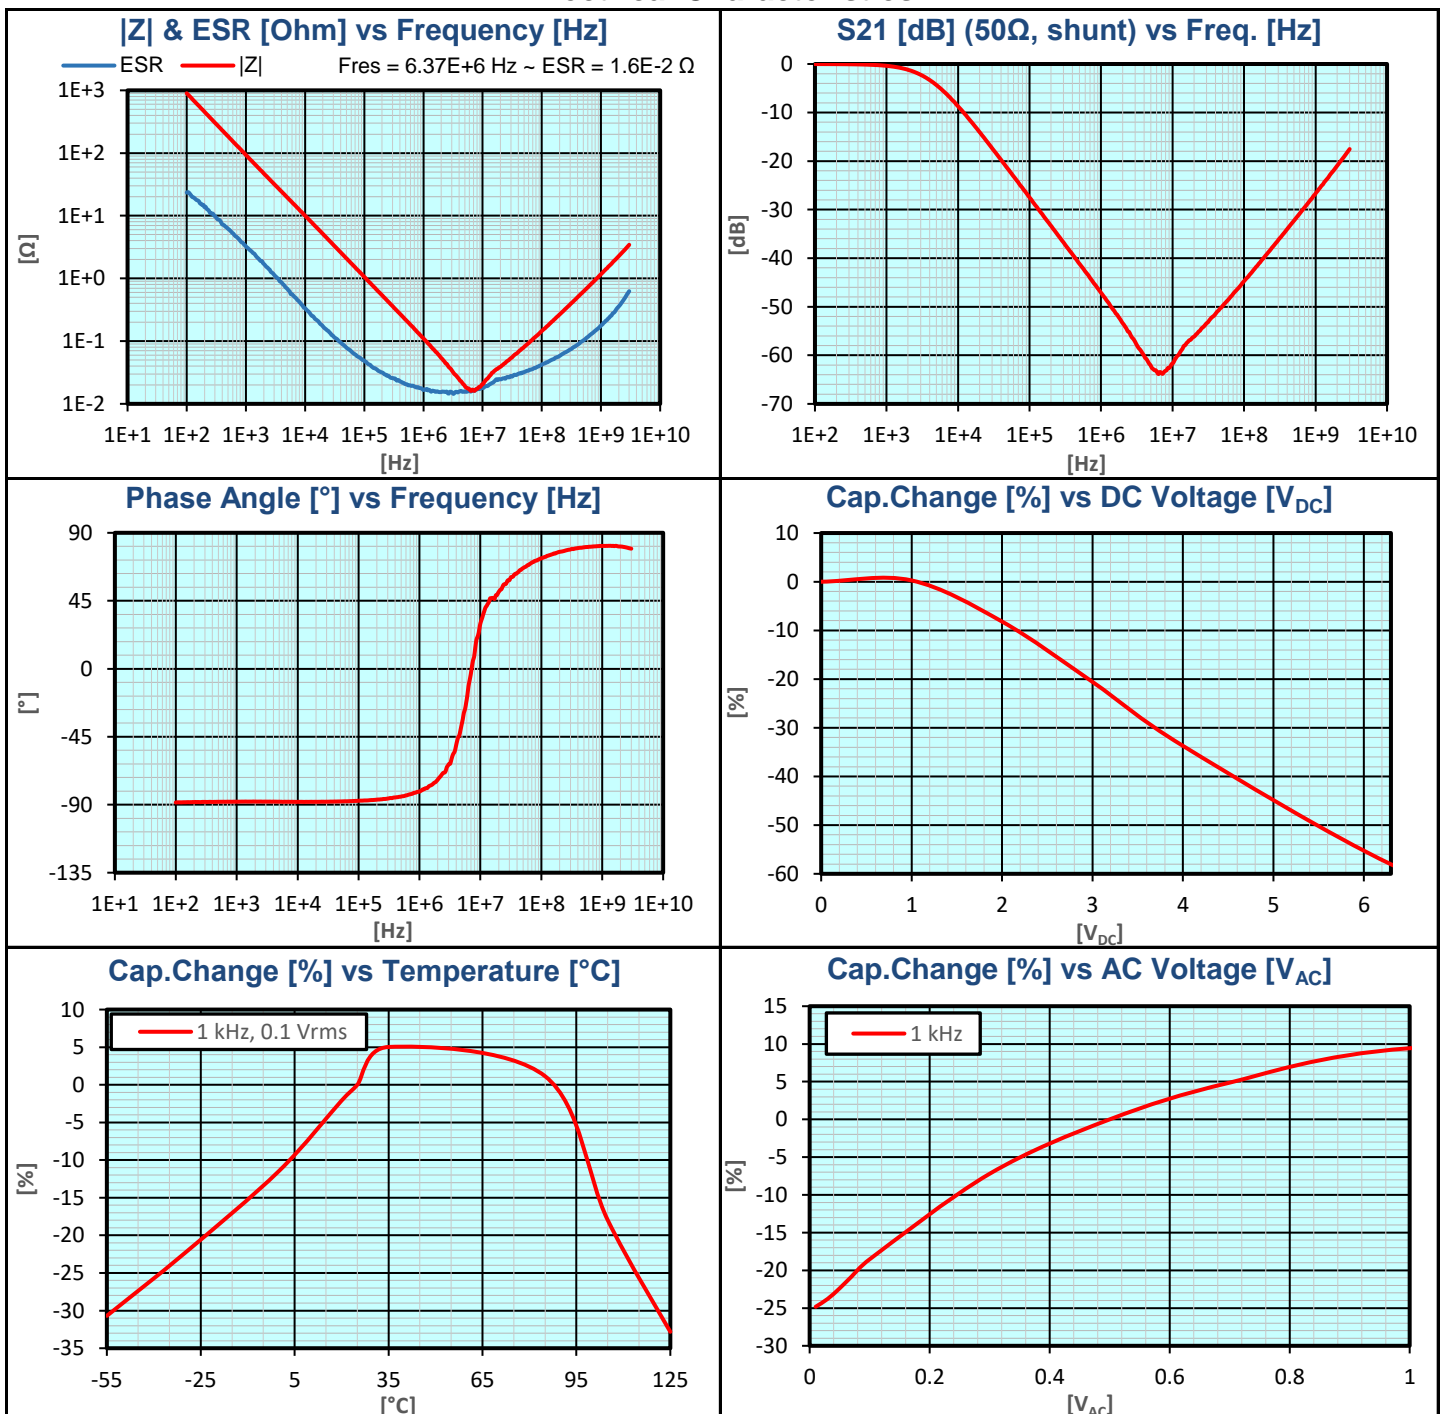 |Z| & ESR [Ohm] vs Frequency [Hz]
ESR |Z| Fres = 6.37E+6 Hz ~ ESR = 1.6E-2 Ω
1E+3
1E+2
1E+1
1E+0
1E-1
1E-2
[Ω]
1E+1 1E+2 1E+3 1E+4 1E+5 1E+6 1E+7 1E+8 1E+9 1E+10
[Hz]
S21 [dB] (50Ω, shunt) vs Freq. [Hz]
0
-10
-20
-30
-40
-50
-60
-70
[dB]
1E+2 1E+3 1E+4 1E+5 1E+6 1E+7 1E+8 1E+9 1E+10
[Hz]
Phase Angle [°] vs Frequency [Hz]
90
45
0
-45
-90
-135
[°]
1E+1 1E+2 1E+3 1E+4 1E+5 1E+6 1E+7 1E+8 1E+9 1E+10
[Hz]
Cap.Change [%] vs DC Voltage [VDC]
10
0
-10
-20
-30
-40
-50
-60
[%]
0 1 2 3 4 5 6
[VDC]
Cap.Change [%] vs Temperature [°C]
1 kHz, 0.1 Vrms
10
5
0
-5
-10
-15
-20
-25
-30
-35
[%]
-55 -25 5 35 65 95 125
[°C]
Cap.Change [%] vs AC Voltage [VAC]
1 kHz
15
10
5
0
-5
-10
-15
-20
-25
-30
[%]
0 0.2 0.4 0.6 0.8 1
[VAC]